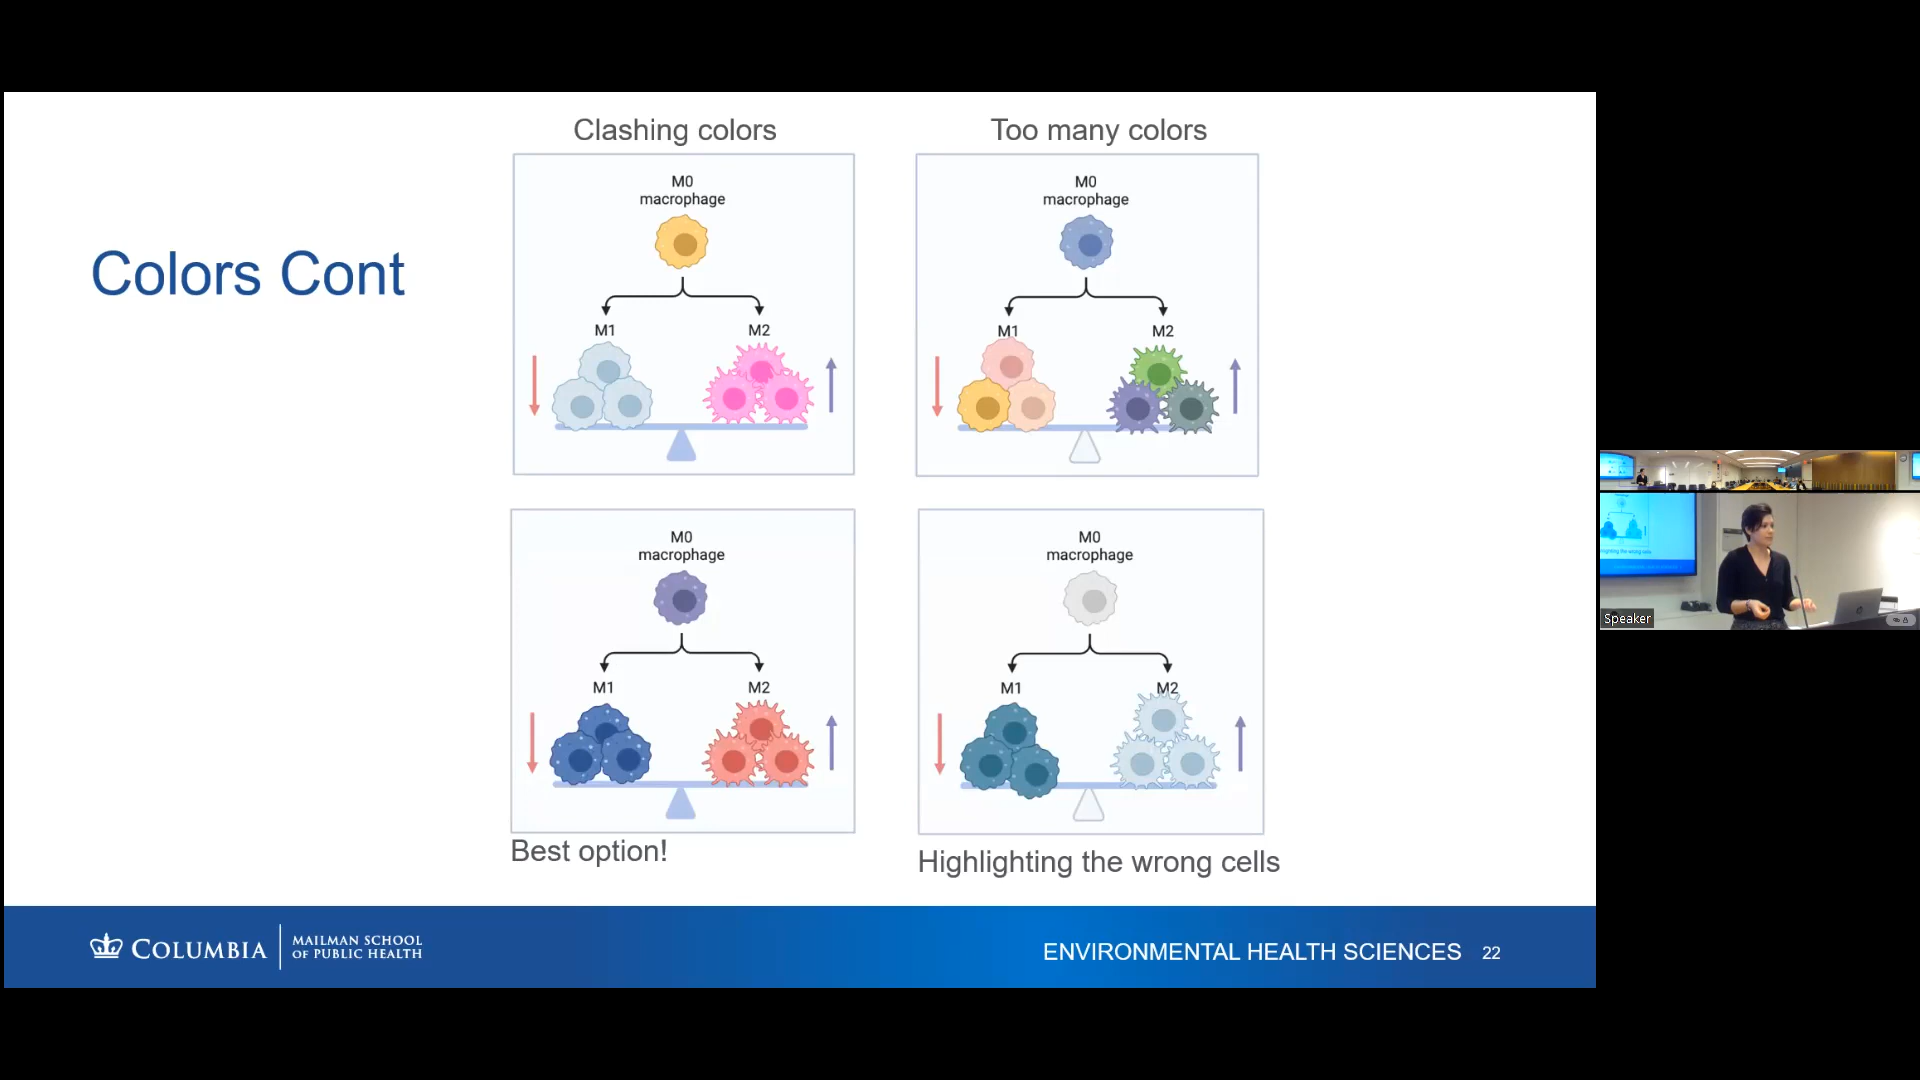 Colors Cont
Clashing colors
M0
macrophage
M1
M2
Too many colors
M0
macrophage
M1
M2
M0
macrophage
M1
M2
Best option!
M0
macrophage
M1
M2
Highlighting the wrong cells
COLUMBIA
MAILMAN SCHOOL
OF PUBLIC HEALTH
ENVIRONMENTAL HEALTH SCIENCES 22
Speaker